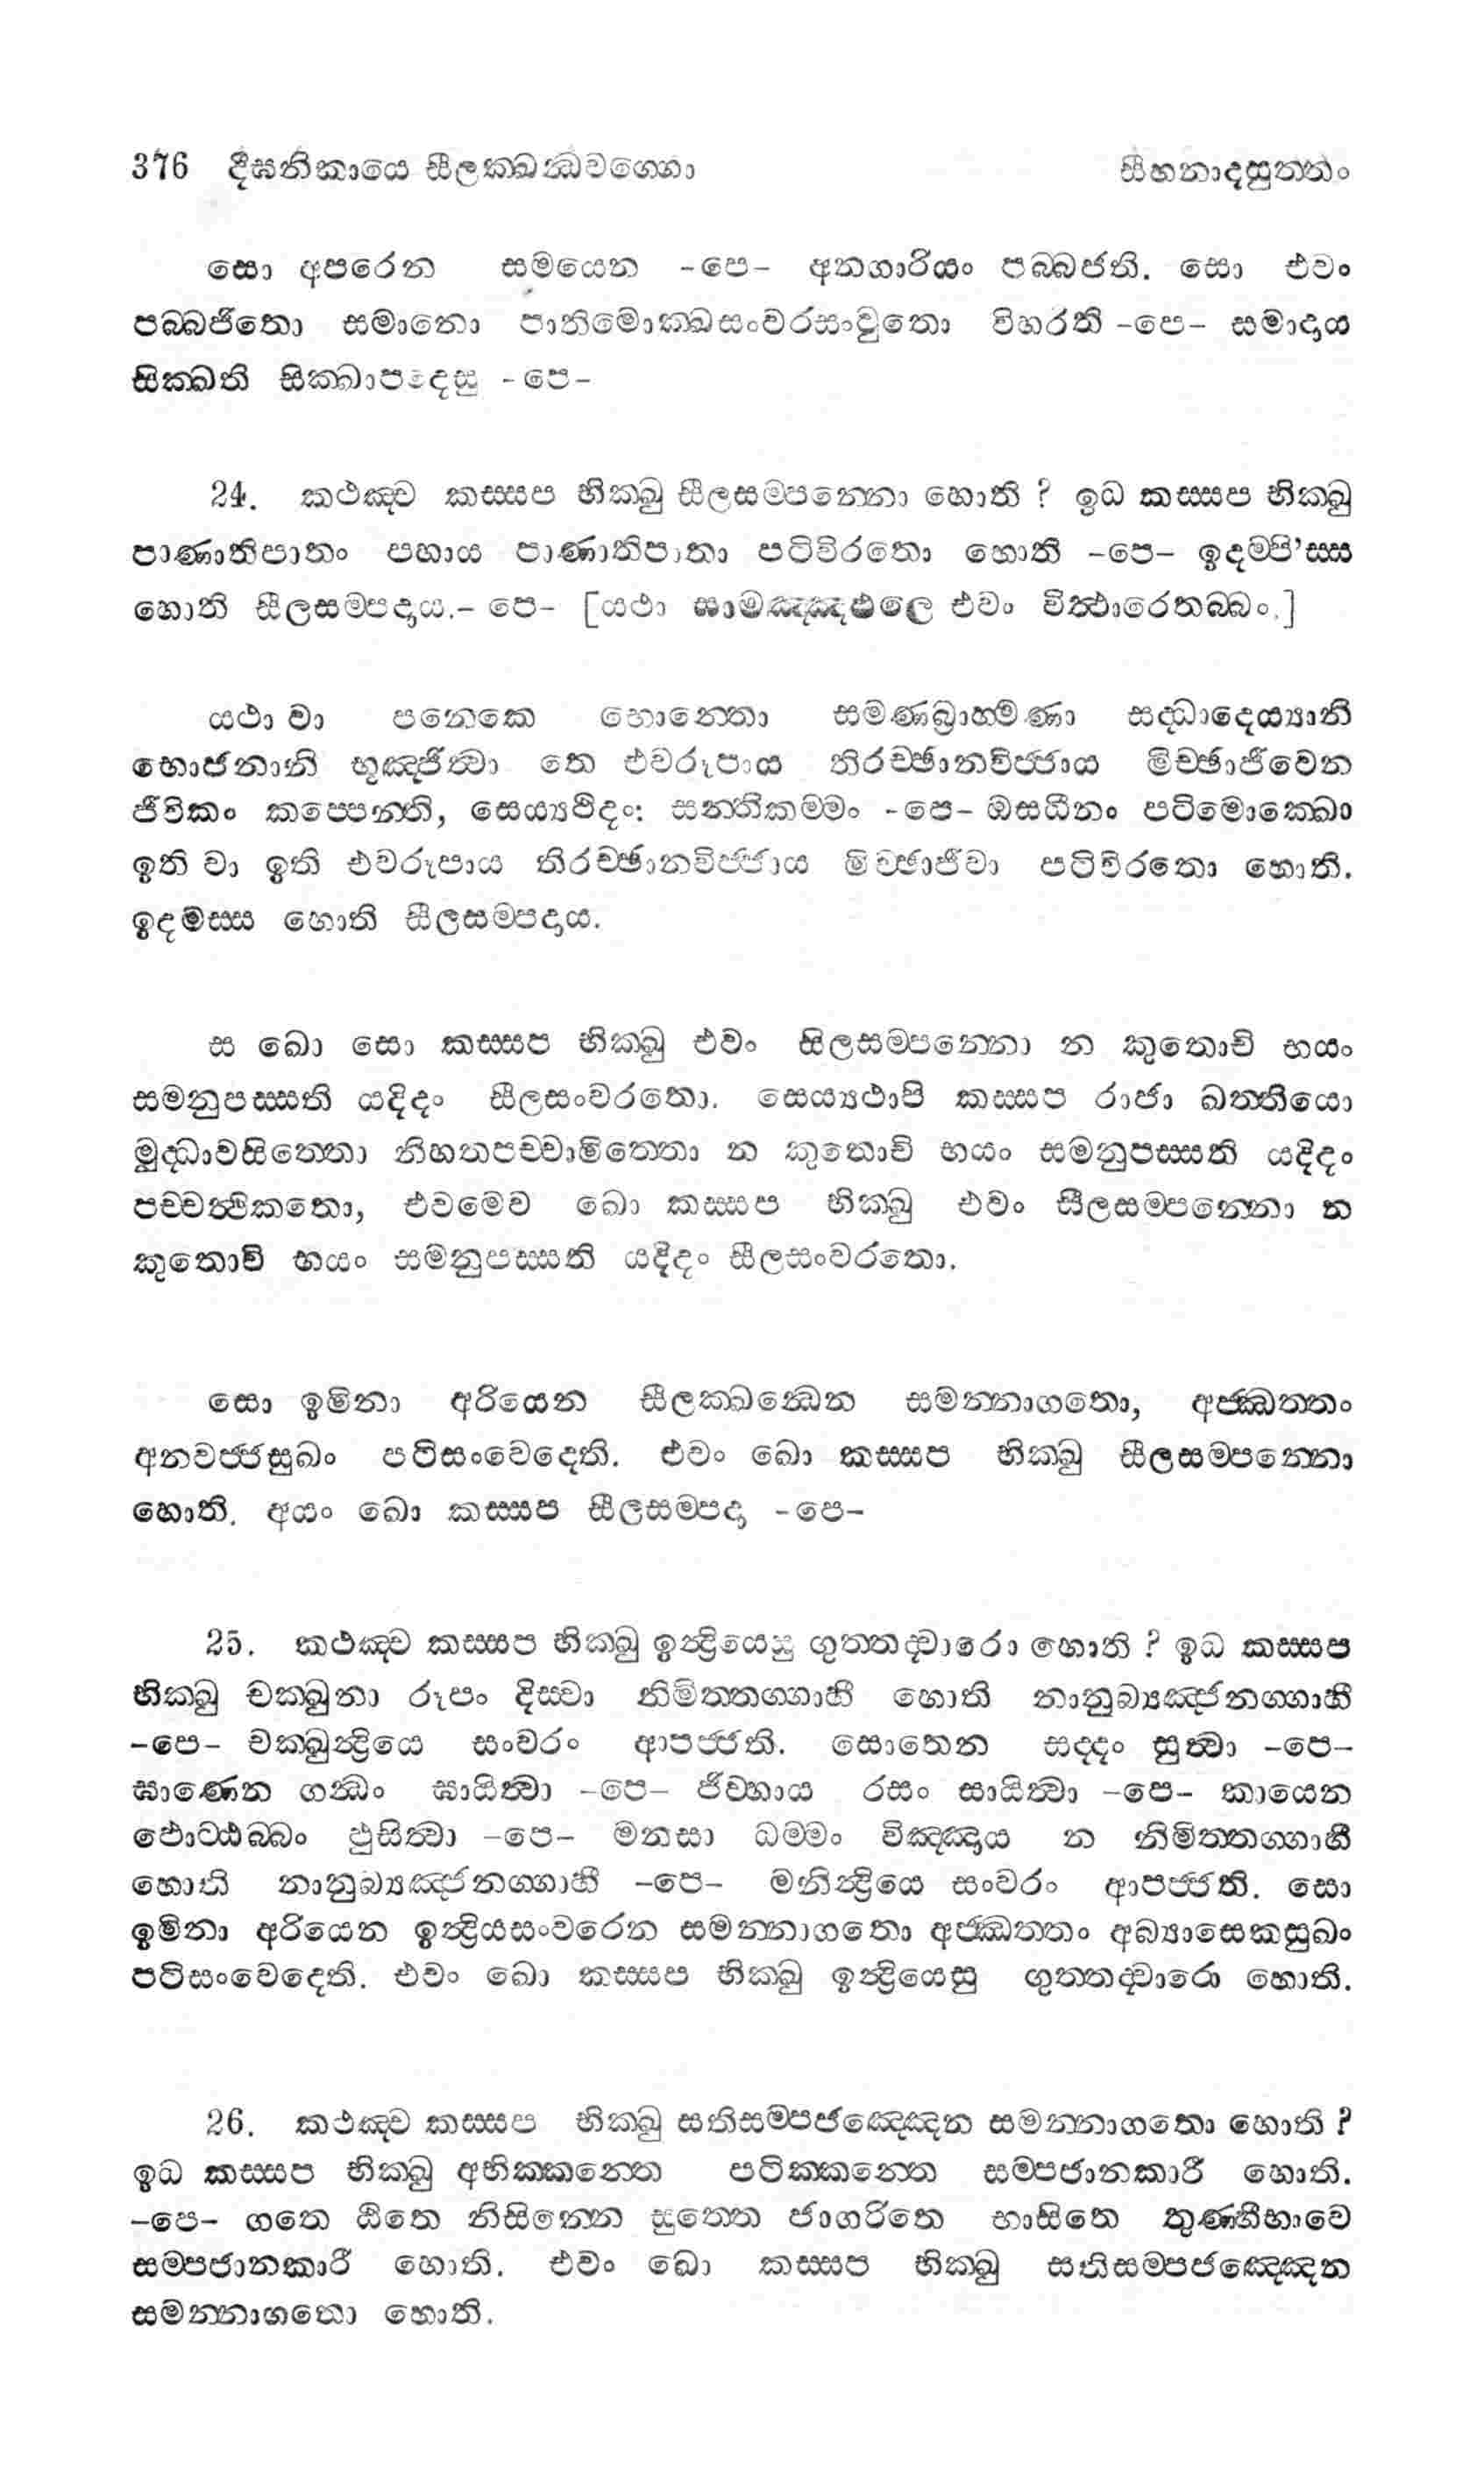 376 දීඝනිකායෙ සීලක්ඛන්ධවග්ගො සීහනාදසුත්තං
සො අපරෙන සමයෙන -පෙ- අනගාරියං පබ්බජති. සො එවං
පබ්බජිතො සමානො පාතිමොක්ඛසංවරසංවුතො විහරති -පෙ- සමාදාය
සික්ඛති සික්ඛාපදෙසු -පෙ-
24. කථඤ්ච කස්සප භික්ඛු සීලසම්පන්නො හොති ? ඉධ කස්සප භික්ඛු
පාණාතිපාතං පහාය පාණාතිපාතා පටිවිරතො හොති -පෙ- ඉදම්පි'ස්ස
හොති සීලසම්පදාය.- පෙ- [යථා සාමඤ්ඤඵලෙ එවං විත්ථාරෙතබ්බං.]
යථා වා පනෙකෙ භොන්තො සමණබ්‍රාහ්මණා සද්ධාදෙය්‍යානි
භොජනානි භුඤ්ජිත්වා තෙ එවරූපාය තිරච්ඡානවිජ්ජාය මිච්ඡාජීවෙන
ජීවිකං කප්පෙන්ති, සෙය්‍යථිදං: සන්තිකම්මං -පෙ- ඔසධීනං පටිමොක්ඛො
ඉති වා ඉති එවරූපාය තිරච්ඡානවිජ්ජාය මිච්ඡාජීවා පටිවිරතො හොති.
ඉදමස්ස හොති සීලසම්පදාය.
ස ඛො සො කස්සප භික්ඛු එවං සීලසම්පන්නො න කුතොචි භයං
සමනුපස්සති යදිදං සීලසංවරතො. සෙය්‍යථාපි කස්සප රාජා ඛත්තියො
මුද්ධාවසිත්තො නිහතපච්චාමිත්තො න කුතොචි භයං සමනුපස්සති යදිදං
පච්චත්ථිකතො, එවමෙව ඛො කස්සප භික්ඛු එවං සීලසම්පන්නො න
කුතොචි භයං සමනුපස්සති යදිදං සීලසංවරතො.
සො ඉමිනා අරියෙන සීලක්ඛන්ධෙන සමන්නාගතො, අජ්ඣත්තං
අනවජ්ජසුඛං පටිසංවෙදෙති. එවං ඛො කස්සප භික්ඛු සීලසම්පන්නො
හොති. අයං ඛො කස්සප සීලසම්පදා -පෙ-
25. කථඤ්ච කස්සප භික්ඛු ඉන්ද්‍රියෙසු ගුත්තද්වාරො හොති ? ඉධ කස්සප
භික්ඛු චක්ඛුනා රූපං දිස්වා න නිමිත්තග්ගාහී හොති නානුබ්‍යඤ්ජනග්ගාහී
-පෙ- චක්ඛුන්ද්‍රියෙ සංවරං ආපජ්ජති. සොතෙන සද්දං සුත්වා -පෙ-
ඝාණෙන ගන්ධං ඝායිත්වා -පෙ- ජිව්හාය රසං සායිත්වා -පෙ- කායෙන
ඵොට්ඨබ්බං ඵුසිත්වා -පෙ- මනසා ධම්මං විඤ්ඤාය න නිමිත්තග්ගාහී
හොති නානුබ්‍යඤ්ජනග්ගාහී -පෙ- මනින්ද්‍රියෙ සංවරං ආපජ්ජති. සො
ඉමිනා අරියෙන ඉන්ද්‍රියසංවරෙන සමන්නාගතො අජ්ඣත්තං අබ්‍යාසෙකසුඛං
පටිසංවෙදෙති. එවං ඛො කස්සප භික්ඛු ඉන්ද්‍රියෙසු ගුත්තද්වාරො හොති.
26. කථඤ්ච කස්සප භික්ඛු සතිසම්පජඤ්ඤෙන සමන්නාගතො හොති ?
ඉධ කස්සප භික්ඛු අභික්කන්තෙ පටික්කන්තෙ සම්පජානකාරී හොති.
-පෙ- ගතෙ ඨිතෙ නිසින්නෙ සුත්තෙ ජාගරිතෙ භාසිතෙ තුණ්හීභාවෙ
සම්පජානකාරී හොති. එවං ඛො කස්සප භික්ඛු සතිසම්පජඤ්ඤෙන
සමන්නාගතො හොති.